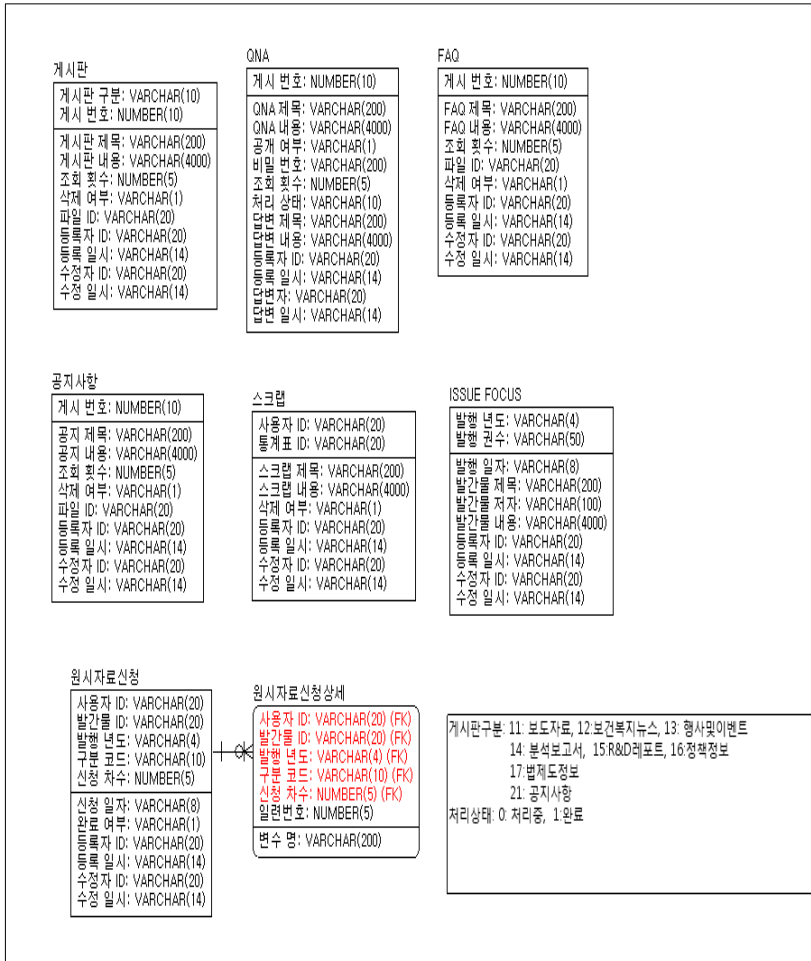 게시판
게시판 구분: VARCHAR(10)
게시 번호: NUMBER(10)
게시판 제목: VARCHAR(200)
게시판 내용: VARCHAR(4000)
조회 횟수: NUMBER(5)
삭제 여부: VARCHAR(1)
파일 ID: VARCHAR(20)
등록자 ID: VARCHAR(20)
등록 일시: VARCHAR(14)
수정자 ID: VARCHAR(20)
수정 일시: VARCHAR(14)
QNA
게시 번호: NUMBER(10)
QNA 제목: VARCHAR(200)
QNA 내용: VARCHAR(4000)
공개 여부: VARCHAR(1)
비밀 번호: VARCHAR(200)
조회 횟수: NUMBER(5)
처리 상태: VARCHAR(10)
답변 제목: VARCHAR(200)
답변 내용: VARCHAR(4000)
등록자 ID: VARCHAR(20)
등록 일시: VARCHAR(14)
답변자: VARCHAR(20)
답변 일시: VARCHAR(14)
FAQ
게시 번호: NUMBER(10)
FAQ 제목: VARCHAR(200)
FAQ 내용: VARCHAR(4000)
조회 횟수: NUMBER(5)
파일 ID: VARCHAR(20)
삭제 여부: VARCHAR(1)
등록자 ID: VARCHAR(20)
등록 일시: VARCHAR(14)
수정자 ID: VARCHAR(20)
수정 일시: VARCHAR(14)
공지사항
게시 번호: NUMBER(10)
공지 제목: VARCHAR(200)
공지 내용: VARCHAR(4000)
조회 횟수: NUMBER(5)
삭제 여부: VARCHAR(1)
파일 ID: VARCHAR(20)
등록자 ID: VARCHAR(20)
등록 일시: VARCHAR(14)
수정자 ID: VARCHAR(20)
수정 일시: VARCHAR(14)
스크랩
사용자 ID: VARCHAR(20)
통계표 ID: VARCHAR(20)
스크랩 제목: VARCHAR(200)
스크랩 내용: VARCHAR(4000)
삭제 여부: VARCHAR(1)
등록자 ID: VARCHAR(20)
등록 일시: VARCHAR(14)
수정자 ID: VARCHAR(20)
수정 일시: VARCHAR(14)
ISSUE FOCUS
발행 년도: VARCHAR(4)
발행 권수: VARCHAR(50)
발행 일자: VARCHAR(8)
발간물 제목: VARCHAR(200)
발간물 저자: VARCHAR(100)
발간물 내용: VARCHAR(4000)
등록자 ID: VARCHAR(20)
등록 일시: VARCHAR(14)
수정자 ID: VARCHAR(20)
수정 일시: VARCHAR(14)
원시자료신청
사용자 ID: VARCHAR(20)
발간물 ID: VARCHAR(20)
발행 년도: VARCHAR(4)
구분 코드: VARCHAR(10)
신청 차수: NUMBER(5)
신청 일자: VARCHAR(8)
완료 여부: VARCHAR(1)
등록자 ID: VARCHAR(20)
등록 일시: VARCHAR(14)
수정자 ID: VARCHAR(20)
수정 일시: VARCHAR(14)
원시자료신청상세
사용자 ID: VARCHAR(20) (FK)
발간물 ID: VARCHAR(20) (FK)
발행 년도: VARCHAR(4) (FK)
구분 코드: VARCHAR(10) (FK)
신청 차수: NUMBER(5) (FK)
일련번호: NUMBER(5)
변수 명: VARCHAR(200)
게시판구분: 11: 보도자료, 12:보건복지뉴스, 13: 행사및이벤트
14: 분석보고서, 15:R&D레포트, 16:정책정보
17:법제도정보
21: 공지사항
처리상태: 0: 처리중, 1:완료